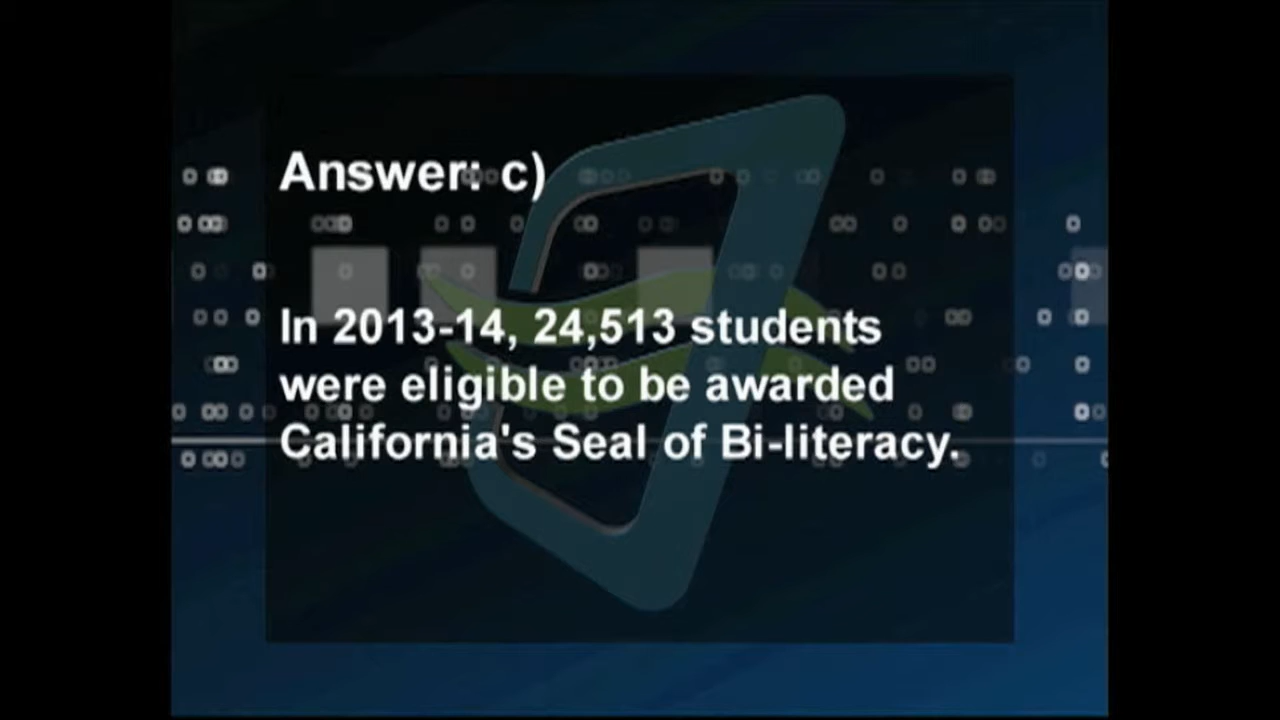 Answer: c)
In 2013-14, 24,513 students
were eligible to be awarded
California's Seal of Bi-literacy.